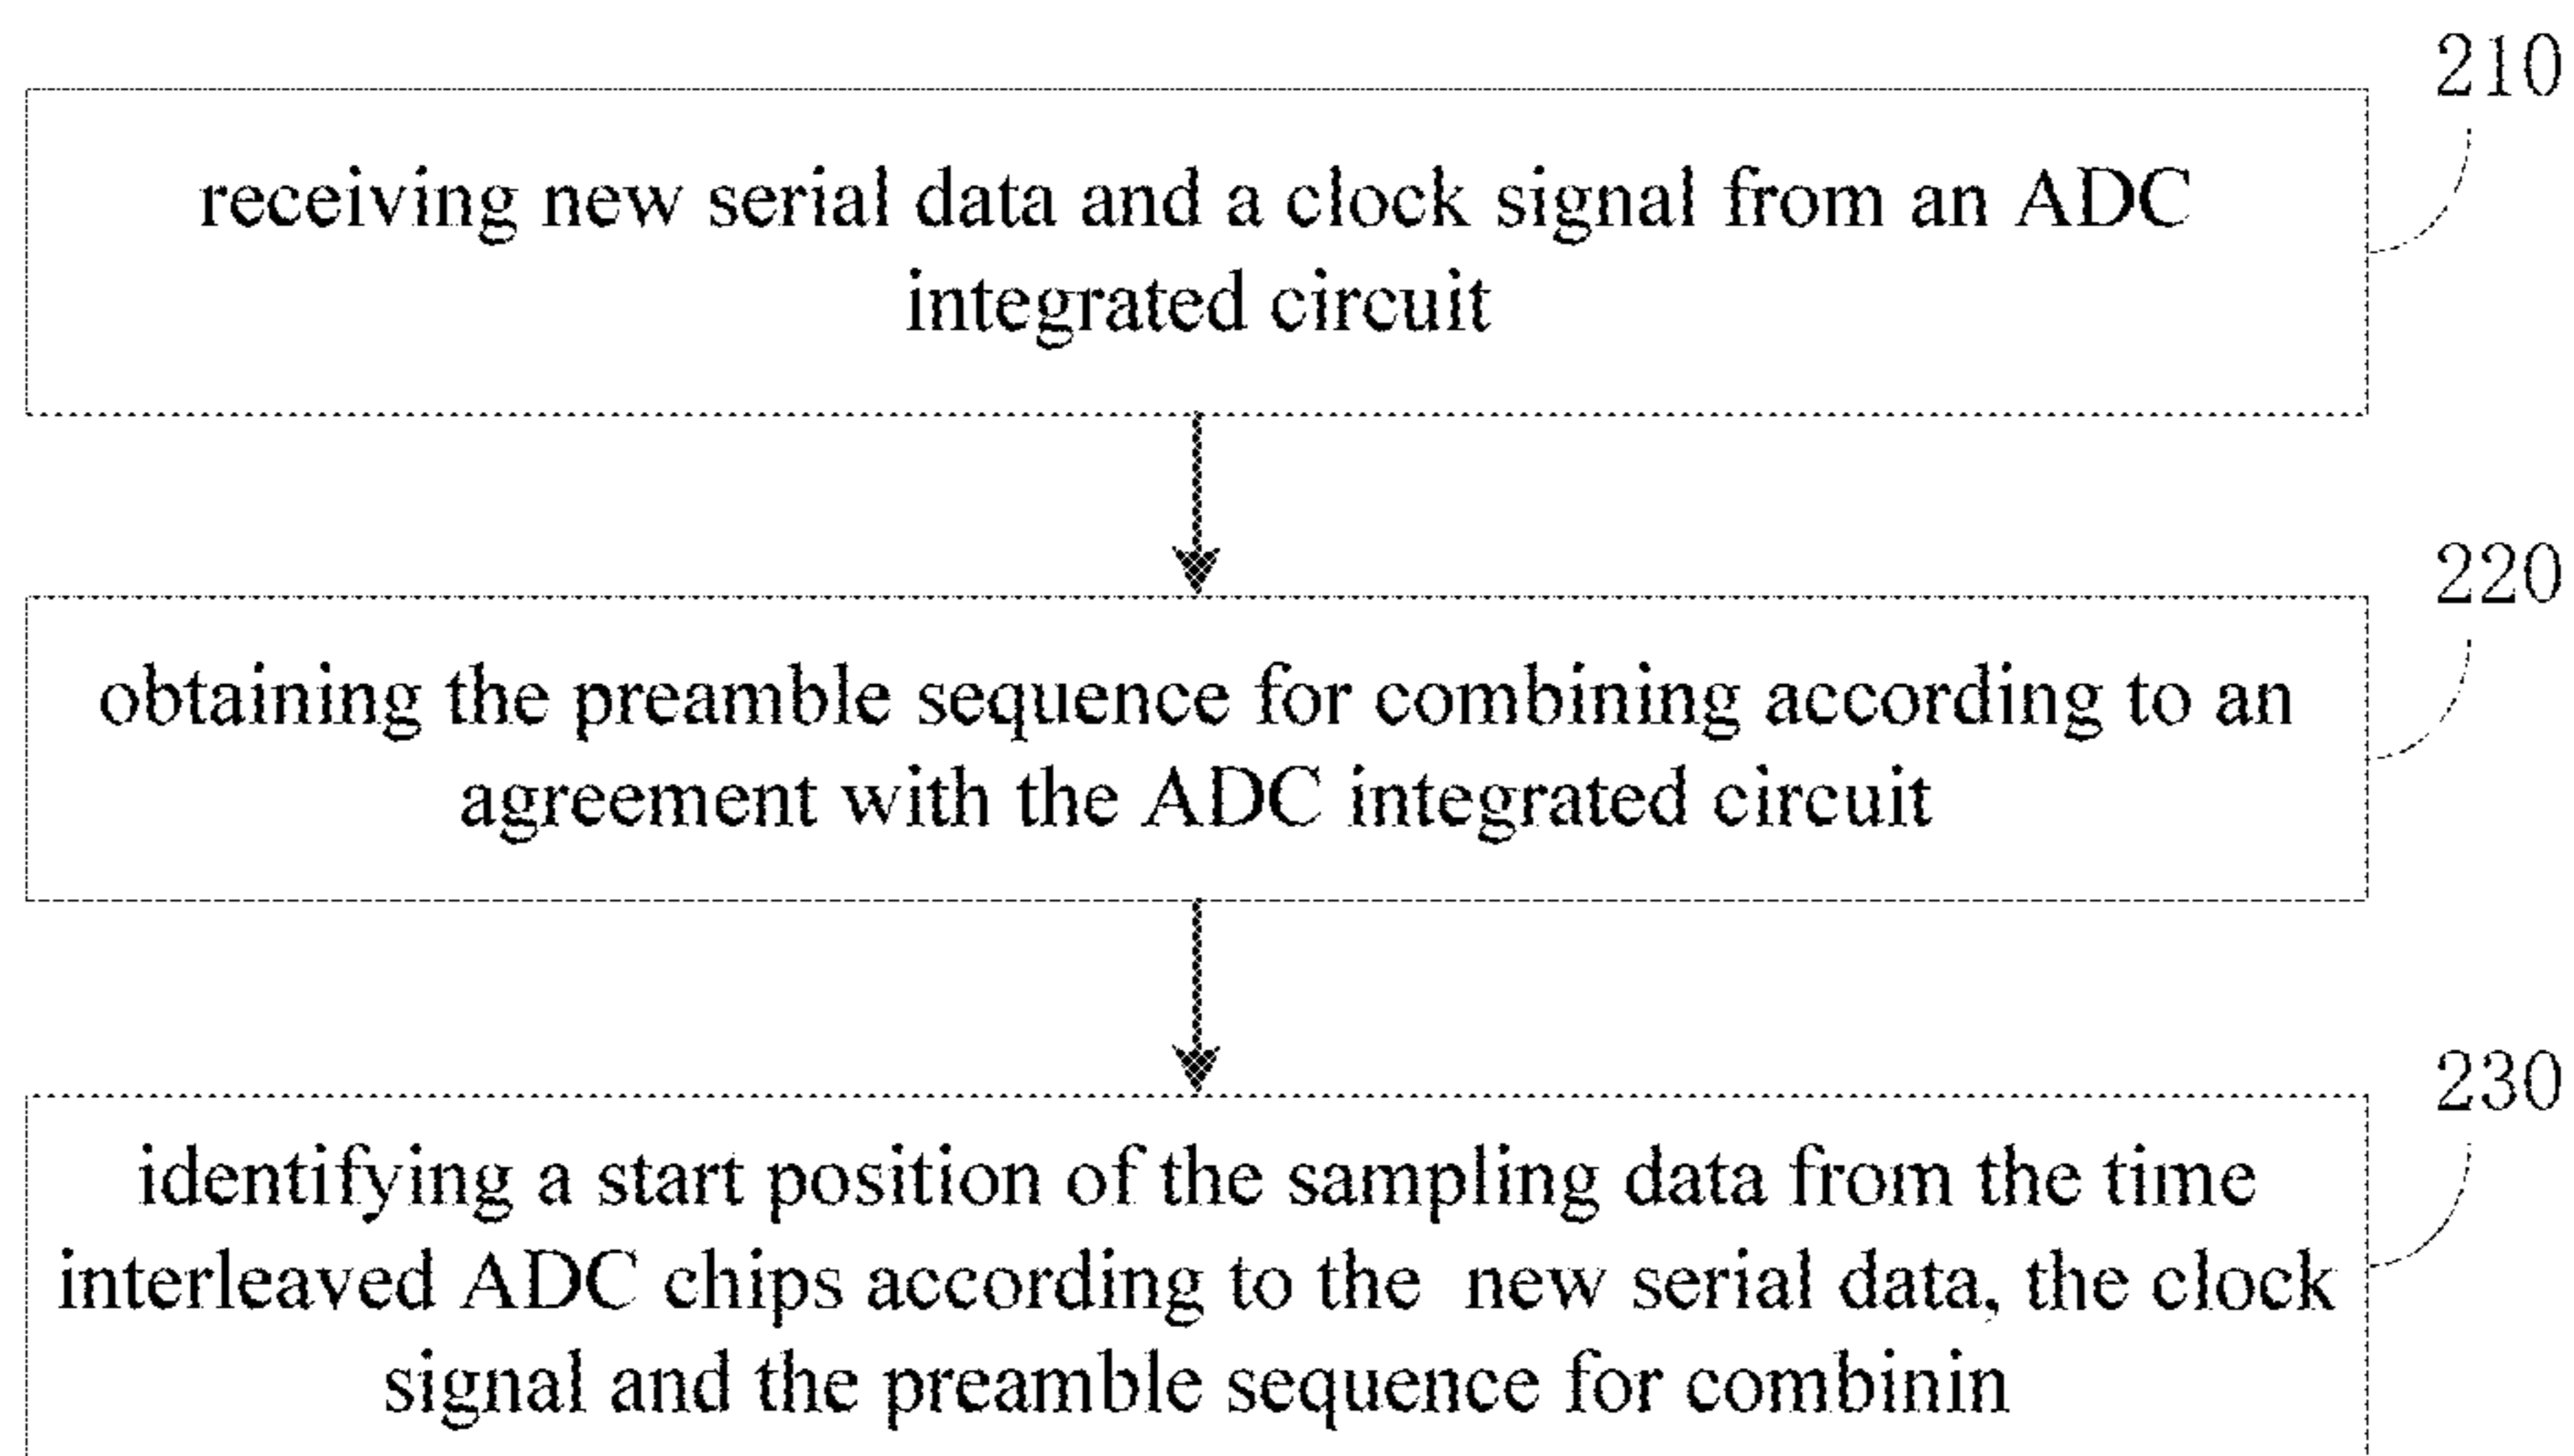 210
receiving new serial data and a clock signal from an ADC
integrated circuit
220
obtaining the preamble sequence for combining according to an
agreement with the ADC integrated circuit
230
identifying a start position of the sampling data from the time
interleaved ADC chips according to the new serial data, the clock
signal and the preamble sequence for combinin